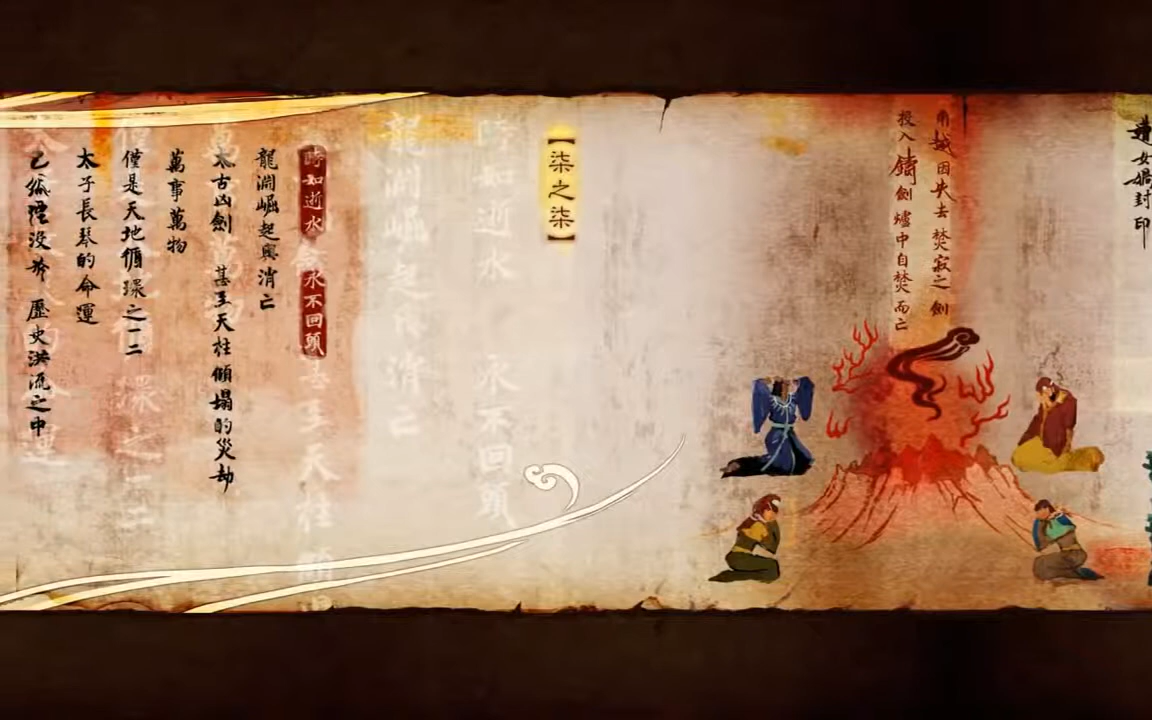 遭女媧封印
角越因失去焚寂之劍
投入鑄劍爐中自焚而亡
【柒之柒】
時如逝水 永不回頭
龍淵崛起與消亡
太古凶劍 甚至天柱傾塌的災劫
萬事萬物
僅是天地循環之一二
太子長琴的命運
已經湮沒於 歷史洪流之中